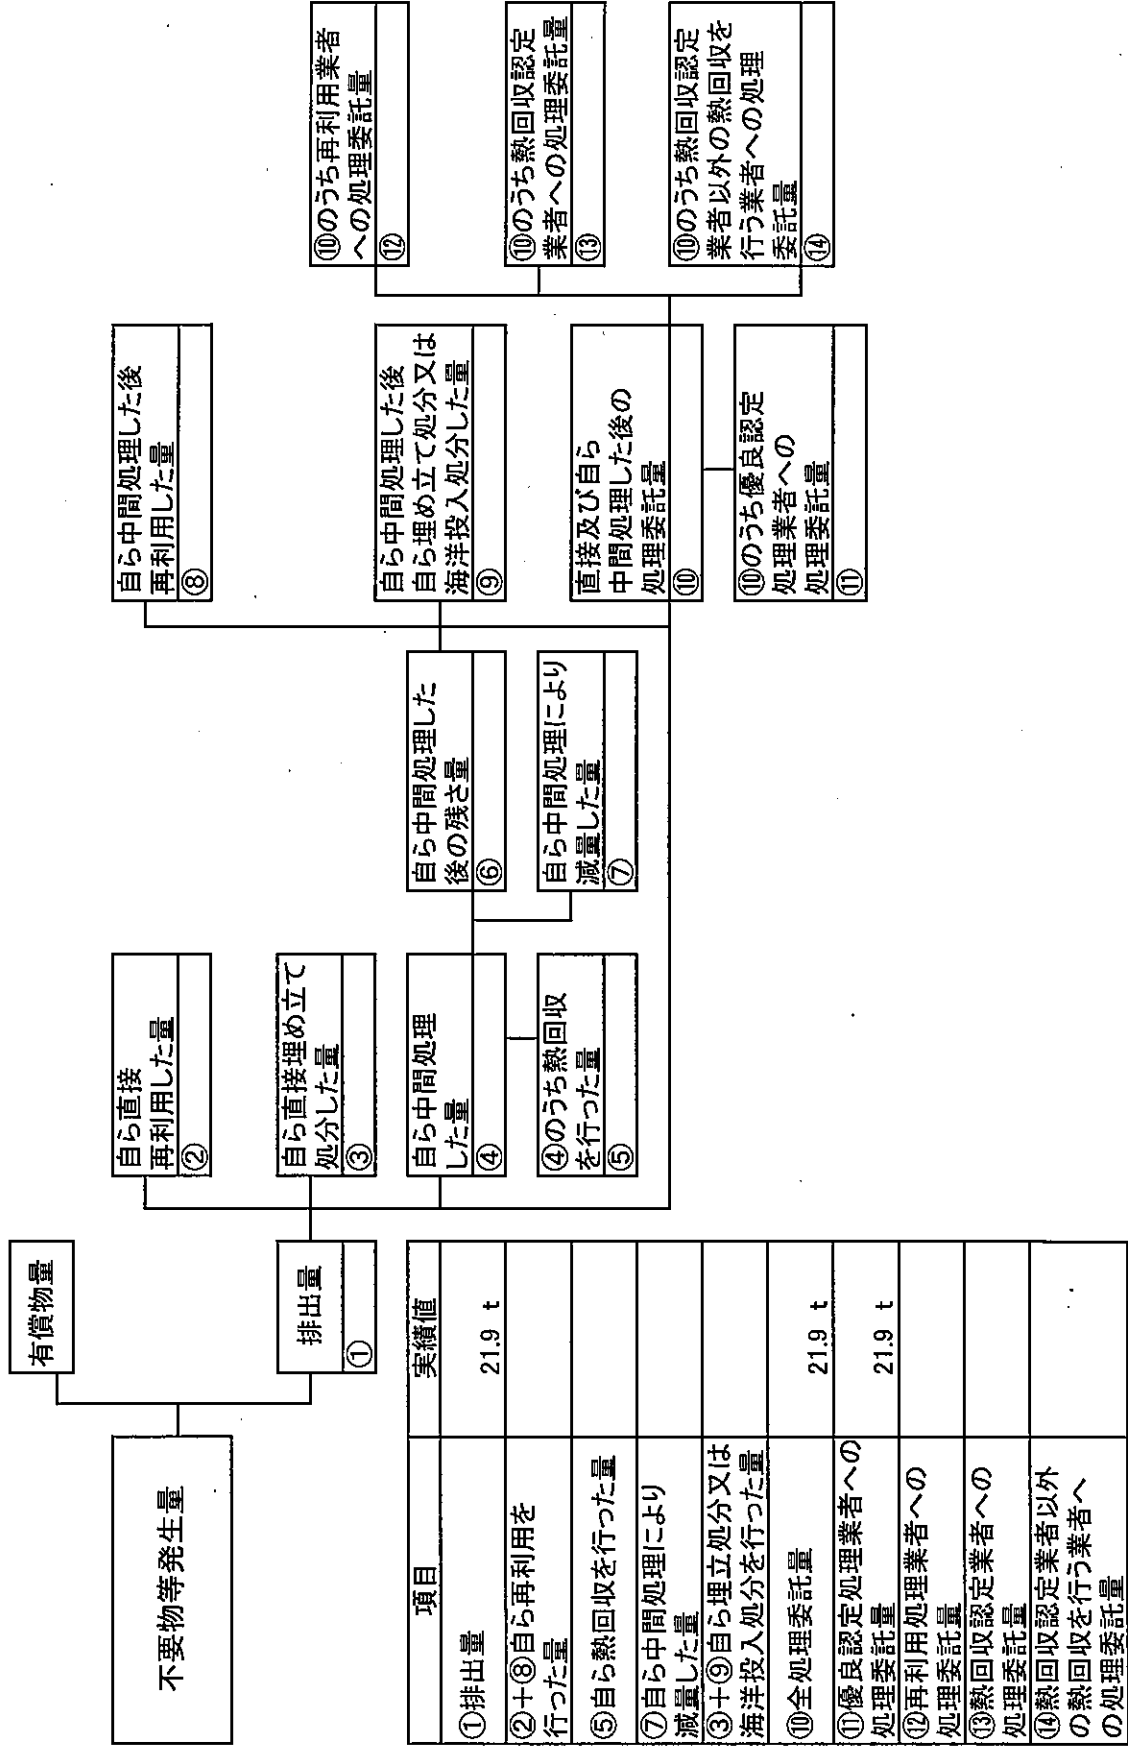 不要物等発生量
有償物量
排出量
①
自ら直接
再利用した量
②
自ら直接埋め立て
処分した量
③
自ら中間処理
した量
④
④のうち熱回収
を行った量
⑤
自ら中間処理した
後の残さ量
⑥
自ら中間処理により
減量した量
⑦
自ら中間処理した後
再利用した量
⑧
自ら中間処理した後
自ら埋め立て処分又は
海洋投入処分した量
⑨
直接及び自ら
中間処理した後の
処理委託量
⑩
⑩のうち優良認定
処理業者への
処理委託量
⑪
⑩のうち再利用業者
への処理委託量
⑫
⑩のうち熱回収認定
業者への処理委託量
⑬
⑩のうち熱回収認定
業者以外の熱回収を
行う業者への処理
委託量
⑭
項目 実績値
①排出量 21.9 t
②+⑧自ら再利用を
行った量
⑤自ら熱回収を行った量
⑦自ら中間処理により
減量した量
③+⑨自ら埋立処分又は
海洋投入処分を行った量
⑩全処理委託量 21.9 t
⑪優良認定処理業者への
処理委託量 21.9 t
⑫再利用処理業者への
処理委託量
⑬熱回収認定業者への
処理委託量
⑭熱回収認定業者以外
の熱回収を行う業者へ
の処理委託量